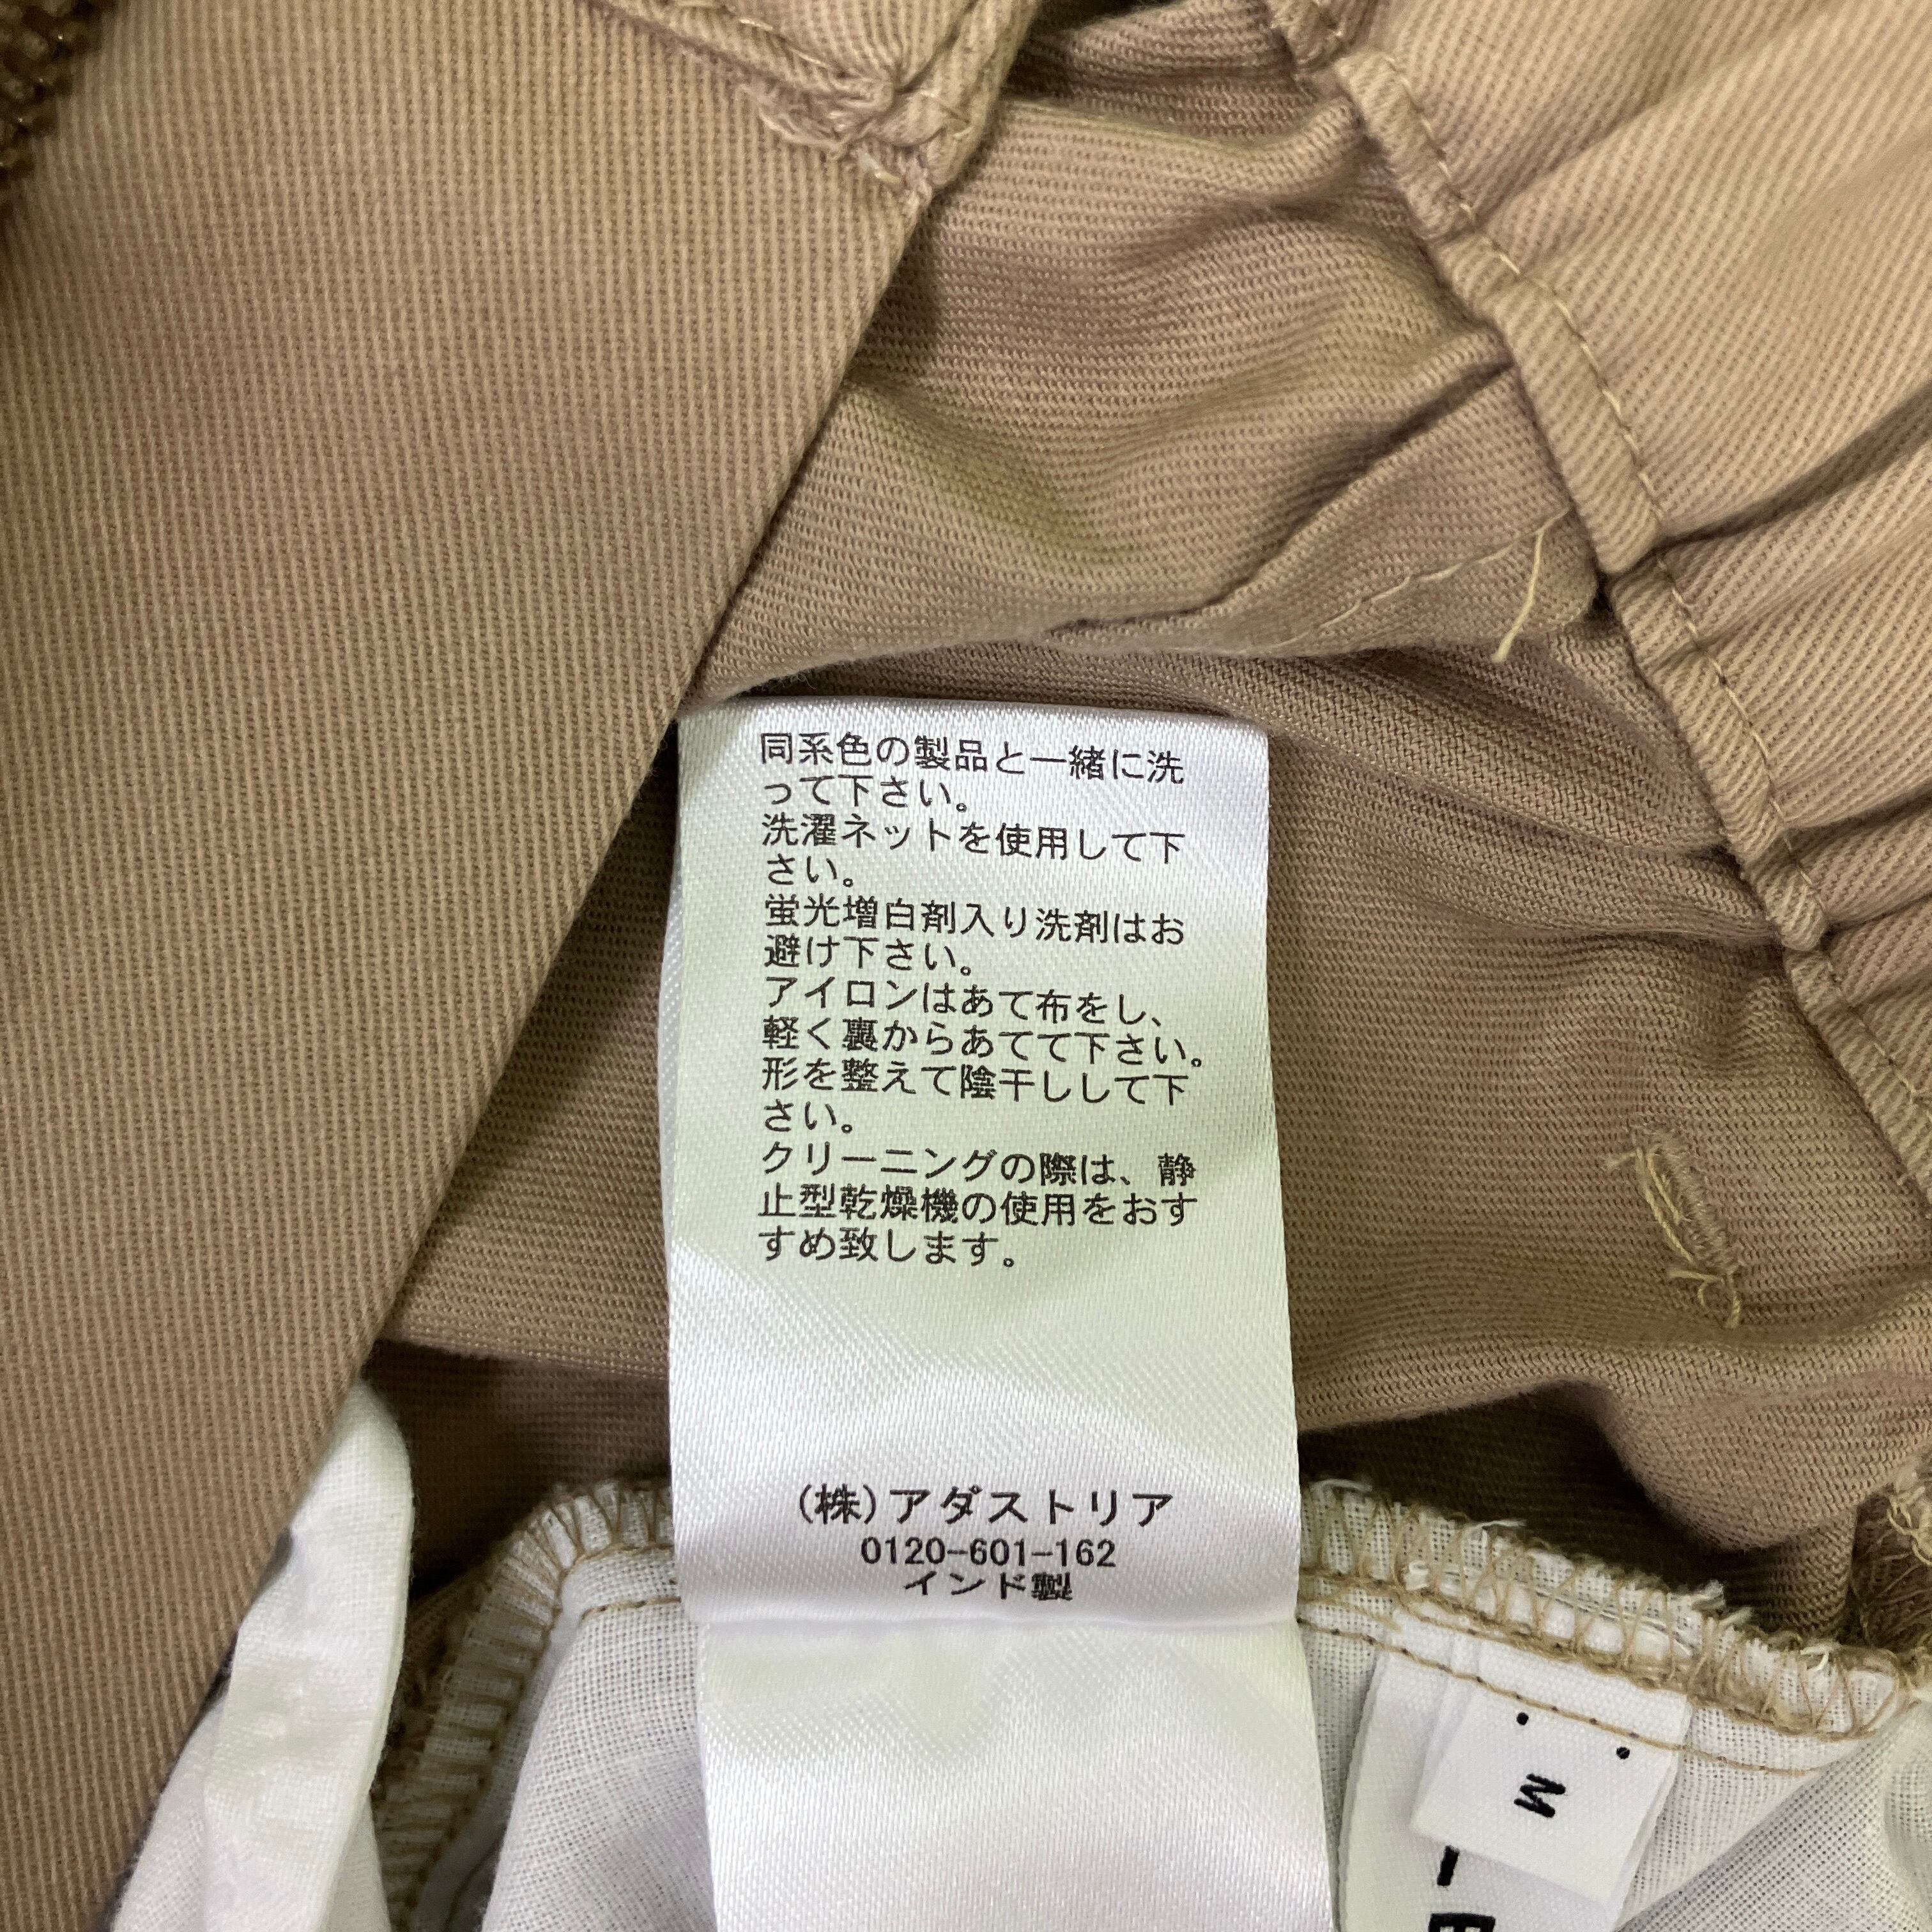 同系色の製品と一緒に洗
って下さい。
洗濯ネットを使用して下
さい。
蛍光増白剤入り洗剤はお
避け下さい。
アイロンはあて布をし、
軽く裏からあてて下さい。
形を整えて陰干しして下
さい。
クリーニングの際は、静
止型乾燥機の使用をおす
すめ致します。
(株)アダストリア
0120-601-162
インド製
M